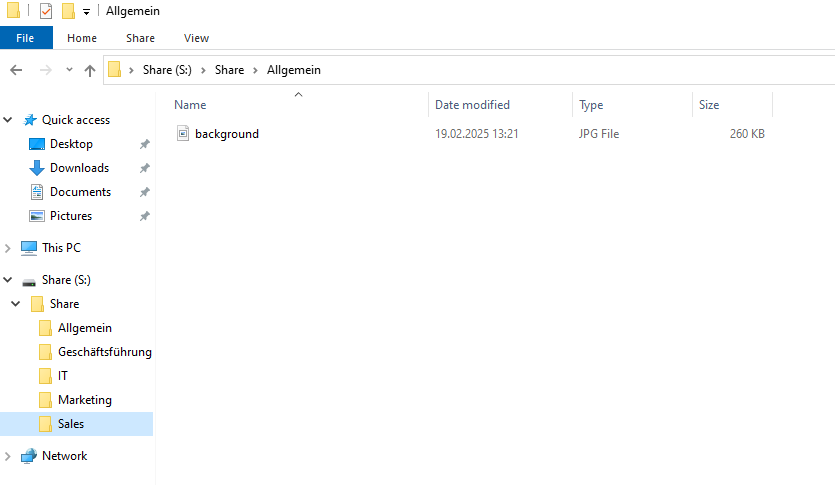 Allgemein
File Home Share View
Share (S:) Share Allgemein
Name Date modified Type Size
background 19.02.2025 13:21 JPG File 260 KB
Quick access
Desktop
Downloads
Documents
Pictures
This PC
Share (S:)
Share
Allgemein
Geschäftsführung
IT
Marketing
Sales
Network